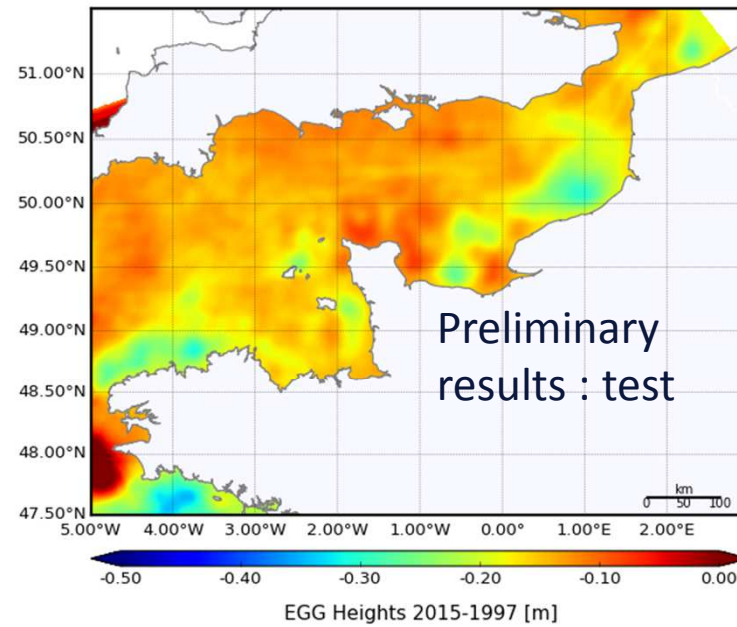 51.00°N
50.50°N
50.00°N
49.50°N
49.00°N
48.50°N
48.00°N
47.50°N
Preliminary
results : test
km
0 50 100
5.00°W 4.00°W 3.00°W 2.00°W 1.00°W 0.00° 1.00°E 2.00°E
-0.50 -0.40 -0.30 -0.20 -0.10 0.00
EGG Heights 2015-1997 [m]